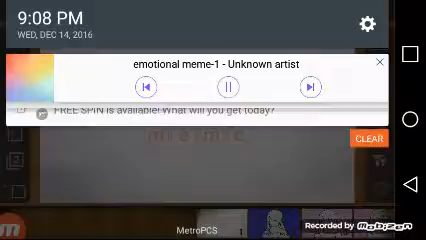 9:08 PM
WED, DEC 14, 2016
emotional meme-1 - Unknown artist
FREE SPIN is available! What will you get today?
CLEAR
MetroPCS
1
Recorded by Mobizen